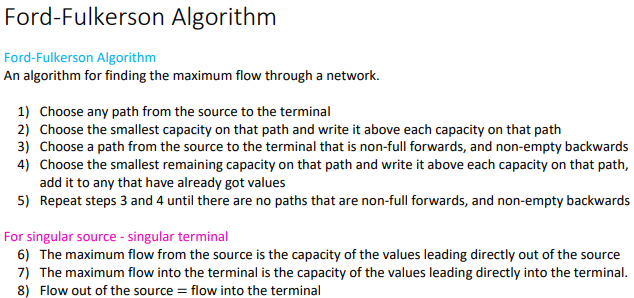 Ford-Fulkerson Algorithm
Ford-Fulkerson Algorithm
An algorithm for finding the maximum flow through a network.
1) Choose any path from the source to the terminal
2) Choose the smallest capacity on that path and write it above each capacity on that path
3) Choose a path from the source to the terminal that is non-full forwards, and non-empty backwards
4) Choose the smallest remaining capacity on that path and write it above each capacity on that path,
add it to any that have already got values
5) Repeat steps 3 and 4 until there are no paths that are non-full forwards, and non-empty backwards
For singular source - singular terminal
6) The maximum flow from the source is the capacity of the values leading directly out of the source
7) The maximum flow into the terminal is the capacity of the values leading directly into the terminal.
8) Flow out of the source = flow into the terminal